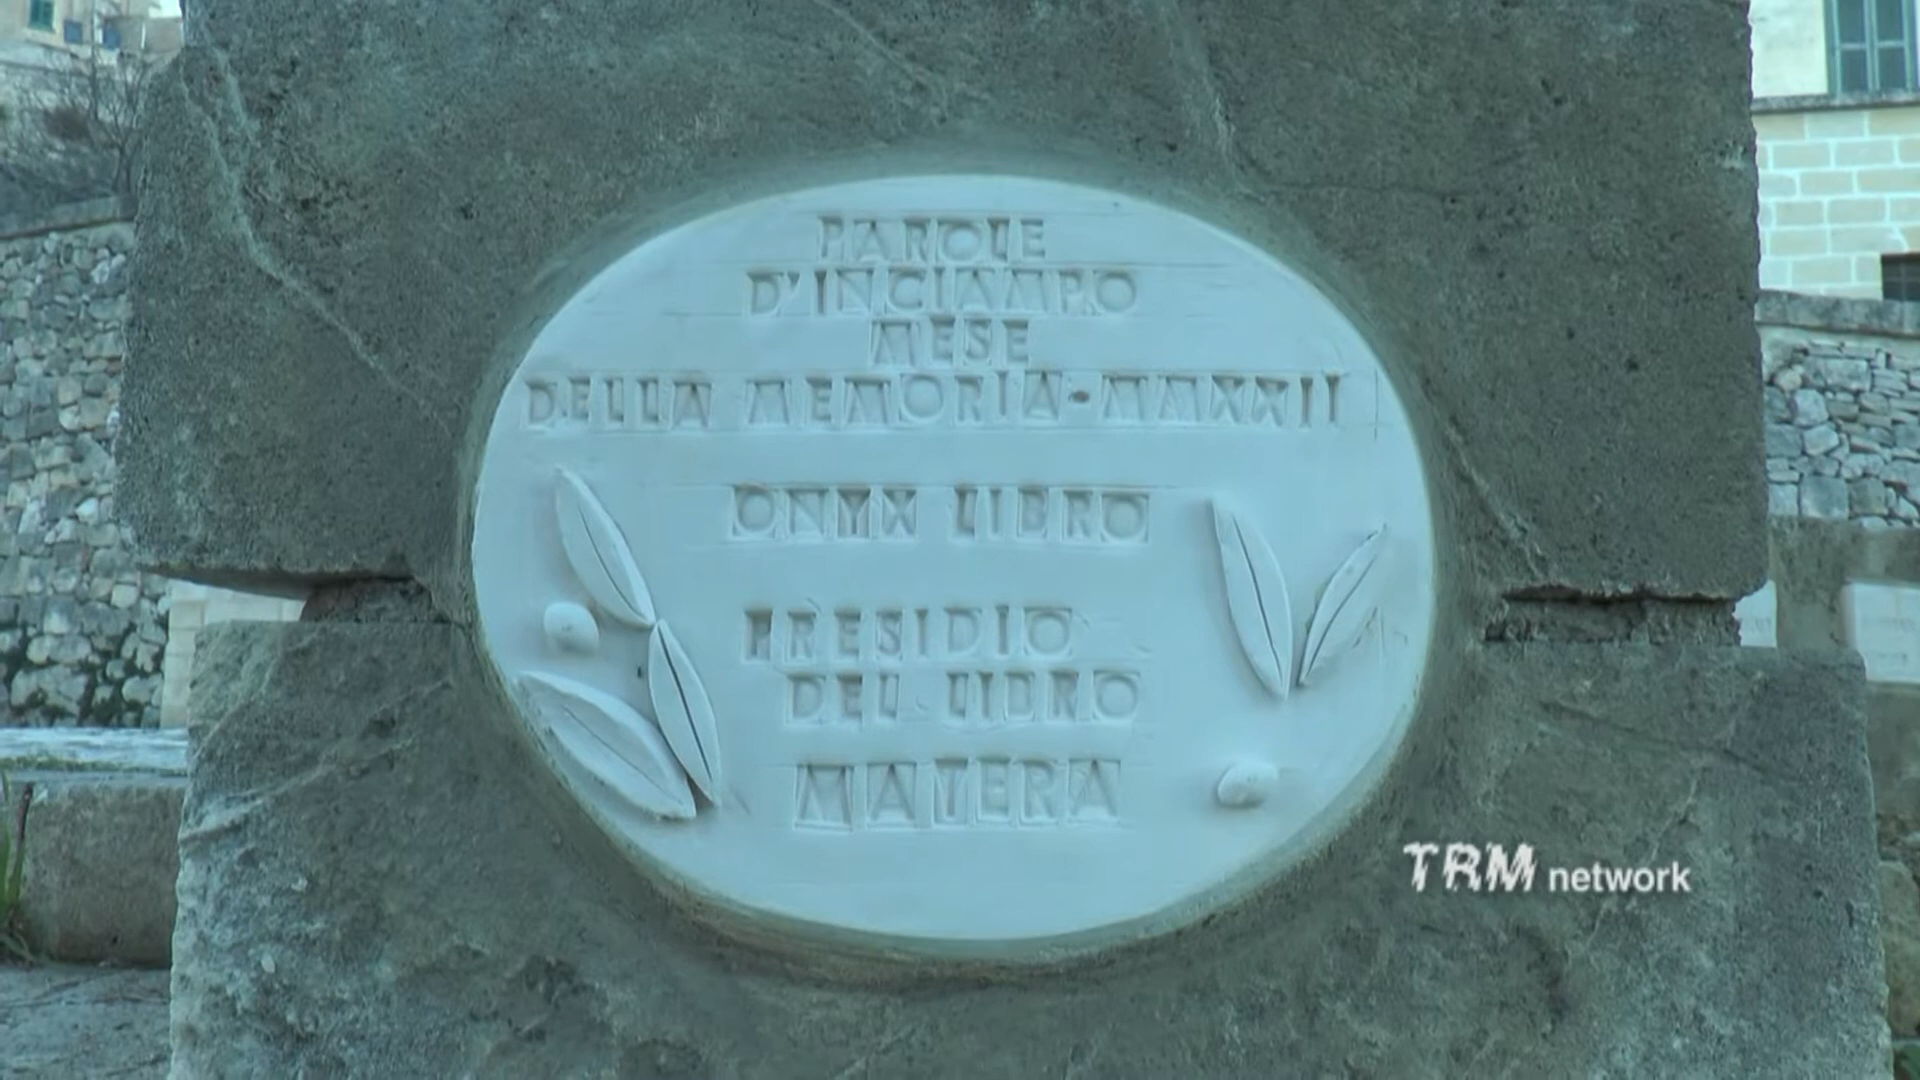 PAROLE
D'INCIAMPO
MESE
DELLA MEMORIA-MMXXII
ONYX LIBRO
PRESIDIO
DEL LIBRO
MATERA
TRM network